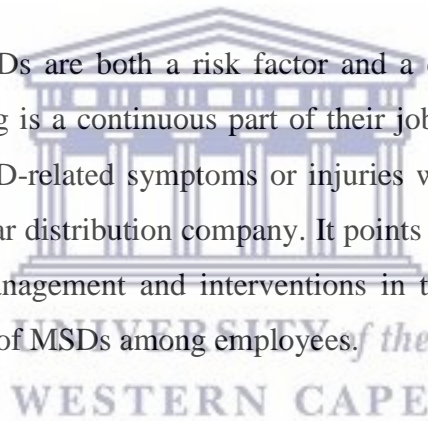 Ds are both a risk factor and a
g is a continuous part of their job
D-related symptoms or injuries w
ar distribution company. It points
nagement and interventions in t
of MSDs among employees.
UNIVERSITY of the
WESTERN CAPE